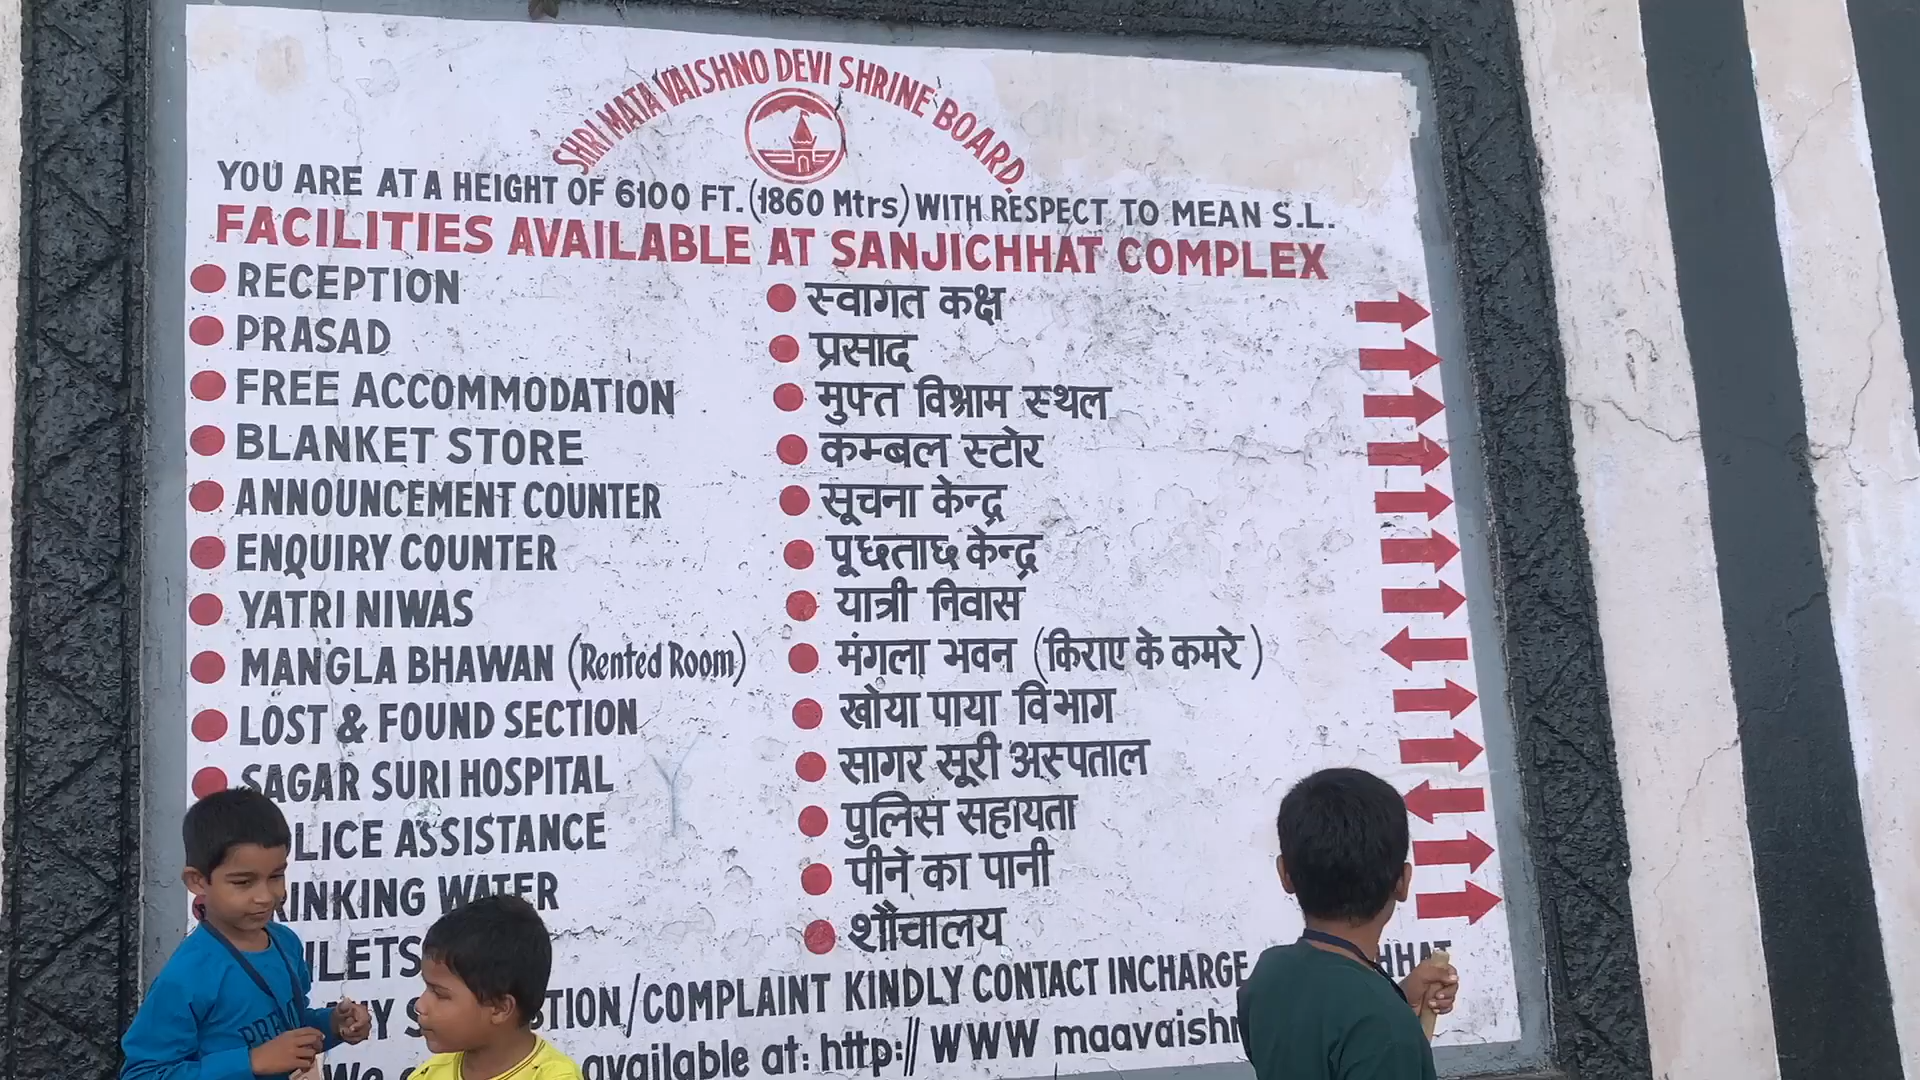 SHRI MATA VAISHNO DEVI SHRINE BOARD.
YOU ARE AT A HEIGHT OF 6100 FT. (1860 Mtrs) WITH RESPECT TO MEAN S.L.
FACILITIES AVAILABLE AT SANJICHHAT COMPLEX
RECEPTION स्वागत कक्ष
PRASAD प्रसाद
FREE ACCOMMODATION मुफ्त विश्राम स्थल
BLANKET STORE कम्बल स्टोर
ANNOUNCEMENT COUNTER सूचना केन्द्र
ENQUIRY COUNTER पूछताछ केन्द्र
YATRI NIWAS यात्री निवास
MANGLA BHAWAN (Rented Room) मंगला भवन (किराए के कमरे)
LOST & FOUND SECTION खोया पाया विभाग
SAGAR SURI HOSPITAL सागर सूरी अस्पताल
LICE ASSISTANCE पुलिस सहायता
INKING WATER पीने का पानी
ILETS शौचालय
TION/COMPLAINT KINDLY CONTACT INCHARGE HHAT
We available at: http:// WWW maavaishn